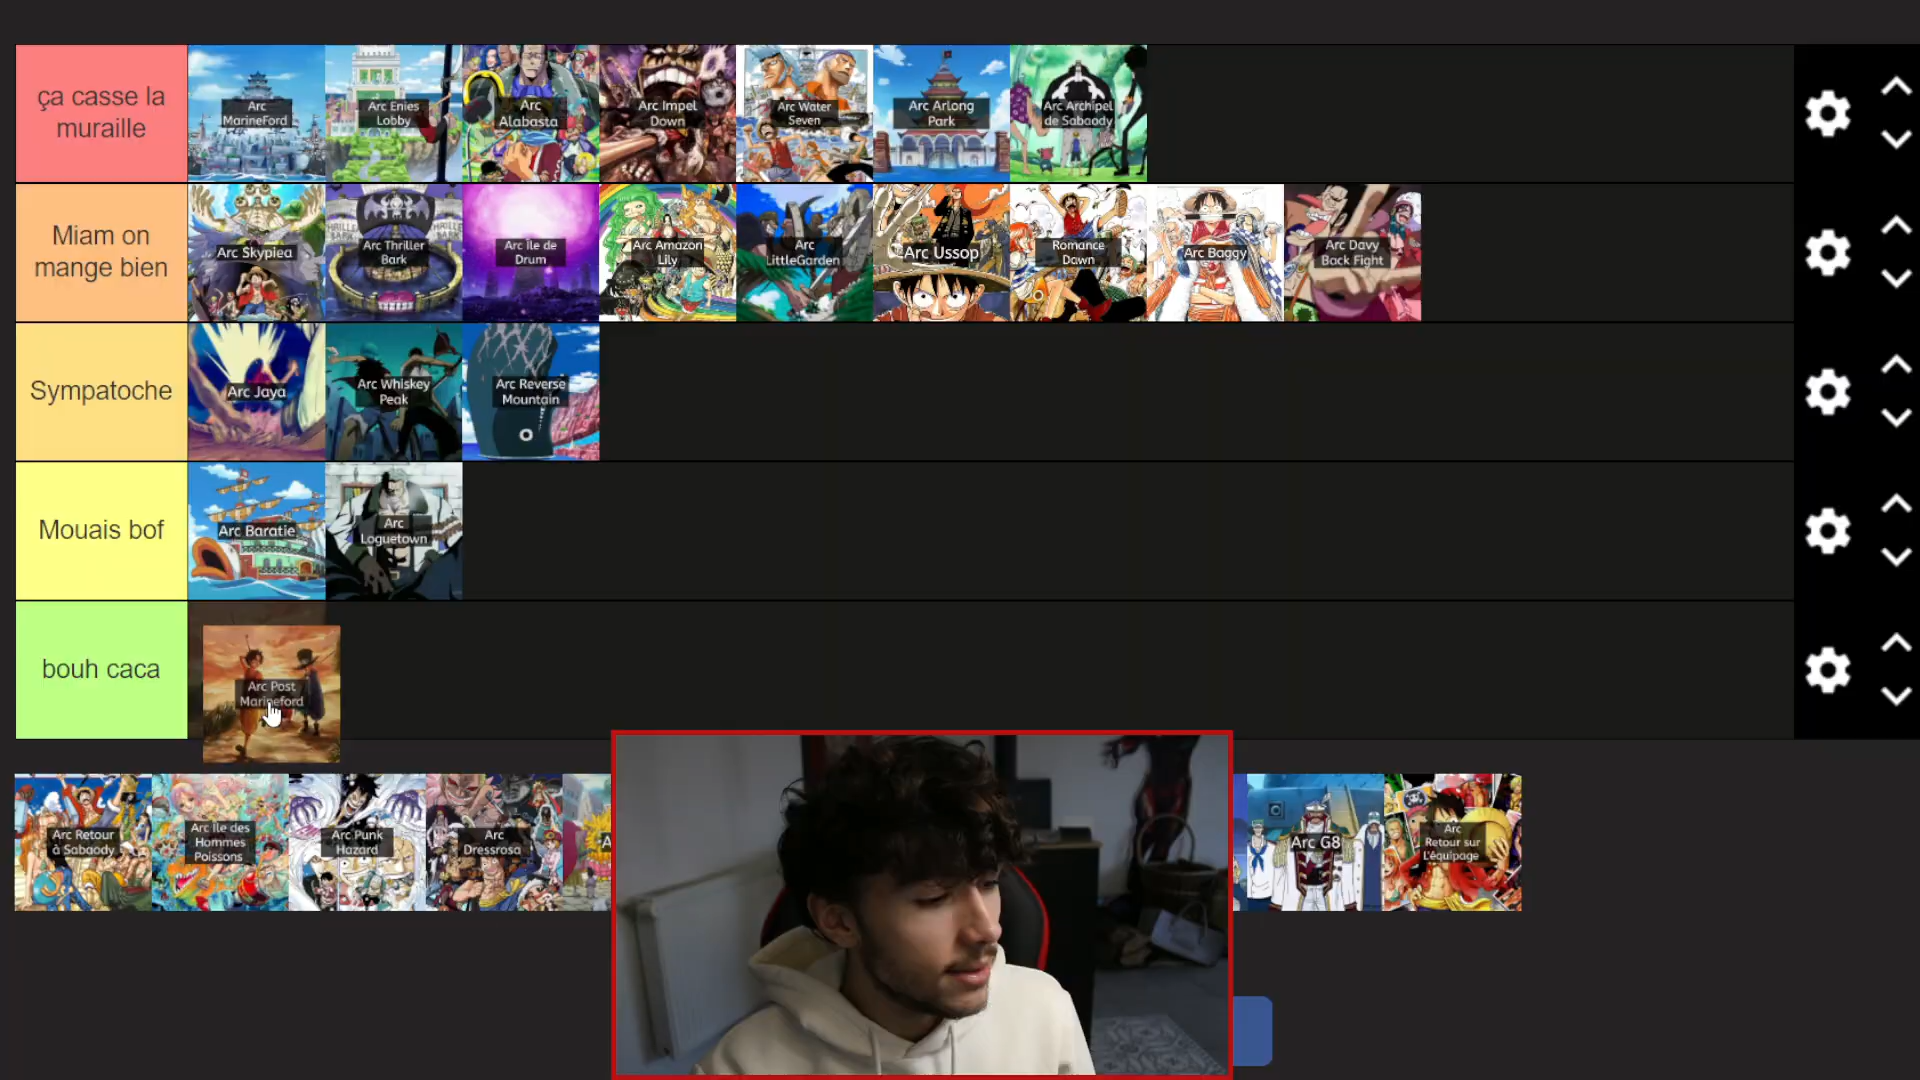 ça casse la
muraille
Arc
MarineFord
Arc Enies
Lobby
Arc
Alabasta
Arc Impel
Down
Arc Water
Seven
Arc Arlong
Park
Arc Archipel
de Sabaody
Miam on
mange bien
Arc Skypiea
Arc Thriller
Bark
Arc île de
Drum
Arc Amazon
Lily
Arc
LittleGarden
Arc Ussop
Romance
Dawn
Arc Baggy
Arc Davy
Back Fight
Sympatoche
Arc Jaya
Arc Whiskey
Peak
Arc Reverse
Mountain
Mouais bof
Arc Baratie
Arc
Loguetown
bouh caca
Arc Post
Marineford
Arc Retour
à Sabaody
Arc Ile des
Hommes
Poissons
Arc Punk
Hazard
Arc
Dressrosa
Arc G8
Arc
Retour sur
L'équipage